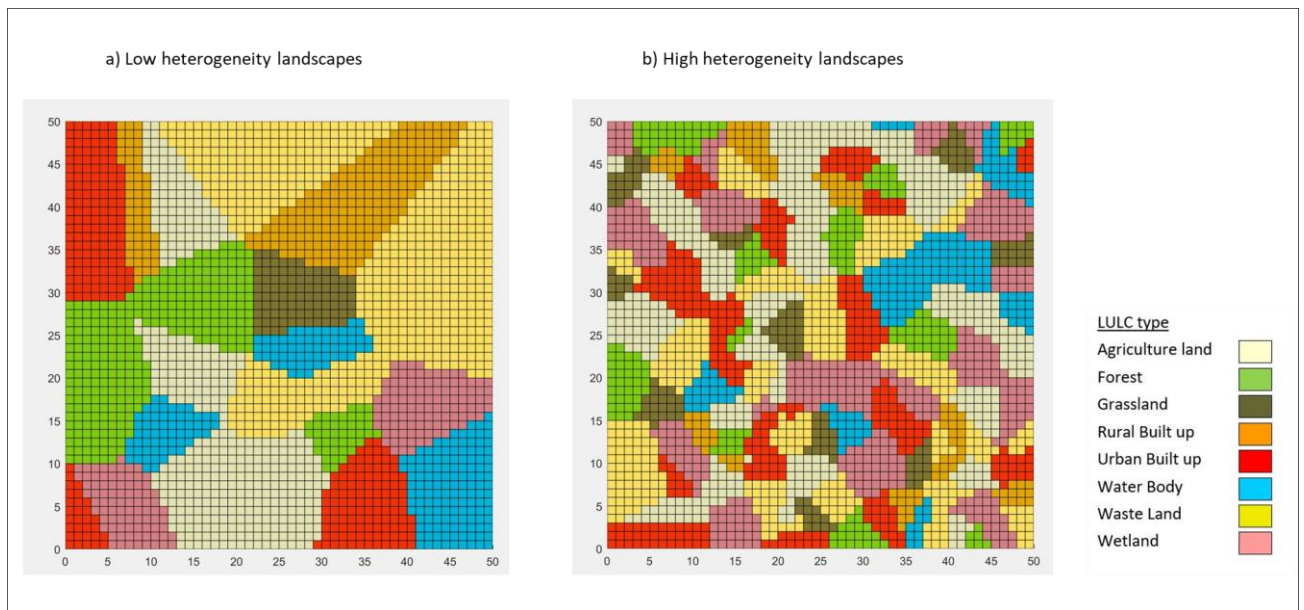 a) Low heterogeneity landscapes
b) High heterogeneity landscapes
50
45
40
35
30
25
20
15
10
5
0
0 5 10 15 20 25 30 35 40 45 50
50
45
40
35
30
25
20
15
10
5
0
0 5 10 15 20 25 30 35 40 45 50
LULC type
Agriculture land
Forest
Grassland
Rural Built up
Urban Built up
Water Body
Waste Land
Wetland